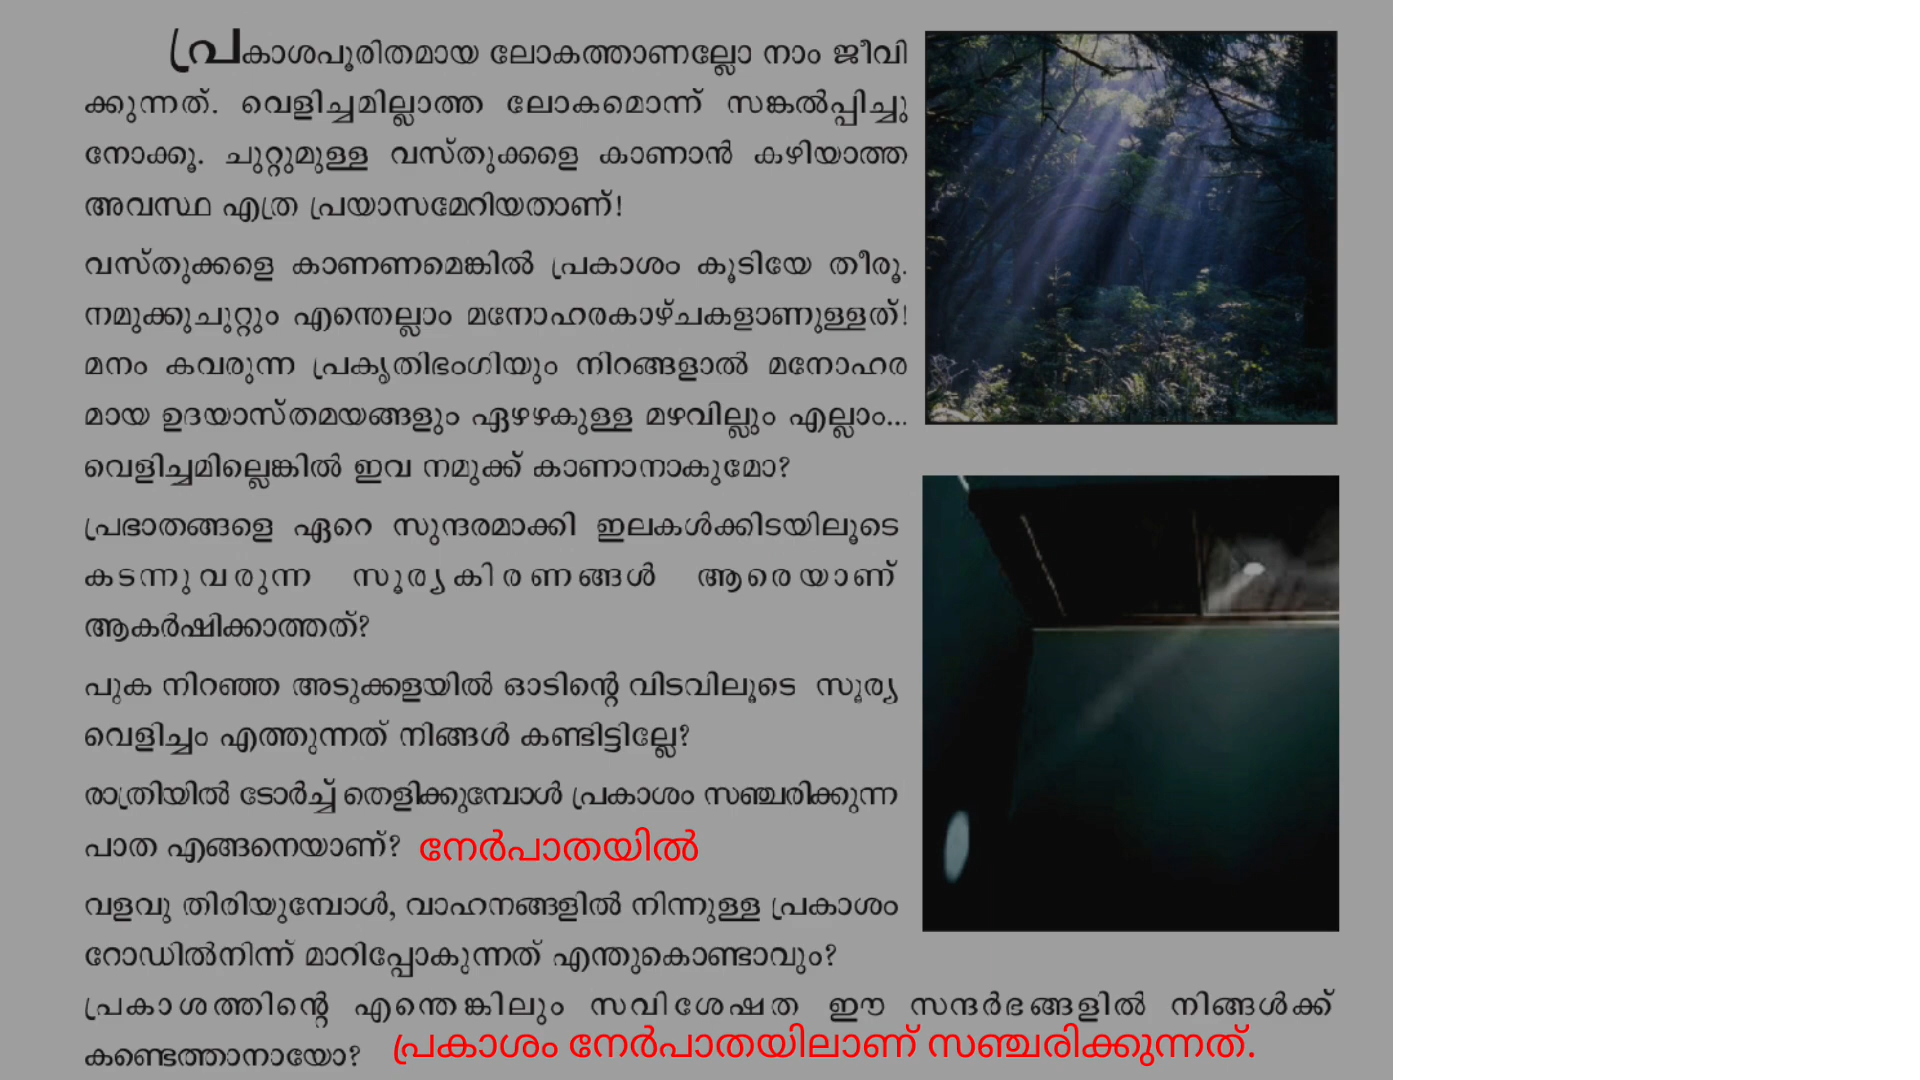 പ്രകാശപൂരിതമായ ലോകത്താണല്ലോ നാം ജീവി
ക്കുന്നത്. വെളിച്ചമില്ലാത്ത ലോകമൊന്ന് സങ്കൽപ്പിച്ചു
നോക്കൂ. ചുറ്റുമുള്ള വസ്തുക്കളെ കാണാൻ കഴിയാത്ത
അവസ്ഥ എത്ര പ്രയാസമേറിയതാണ്!
വസ്തുക്കളെ കാണണമെങ്കിൽ പ്രകാശം കൂടിയേ തീരൂ.
നമുക്കുചുറ്റും എന്തെല്ലാം മനോഹരകാഴ്ചകളാണുള്ളത്!
മനം കവരുന്ന പ്രകൃതിഭംഗിയും നിറങ്ങളാൽ മനോഹര
മായ ഉദയാസ്തമയങ്ങളും ഏഴഴകുള്ള മഴവില്ലും എല്ലാം...
വെളിച്ചമില്ലെങ്കിൽ ഇവ നമുക്ക് കാണാനാകുമോ?
പ്രഭാതങ്ങളെ ഏറെ സുന്ദരമാക്കി ഇലകൾക്കിടയിലൂടെ
കടന്നുവരുന്ന സൂര്യകിരണങ്ങൾ ആരെയാണ്
ആകർഷിക്കാത്തത്?
പുക നിറഞ്ഞ അടുക്കളയിൽ ഓടിന്റെ വിടവിലൂടെ സൂര്യ
വെളിച്ചം എത്തുന്നത് നിങ്ങൾ കണ്ടിട്ടില്ലേ?
രാത്രിയിൽ ടോർച്ച് തെളിക്കുമ്പോൾ പ്രകാശം സഞ്ചരിക്കുന്ന
പാത എങ്ങനെയാണ്? നേർപാതയിൽ
വളവു തിരിയുമ്പോൾ, വാഹനങ്ങളിൽ നിന്നുള്ള പ്രകാശം
റോഡിൽനിന്ന് മാറിപ്പോകുന്നത് എന്തുകൊണ്ടാവും?
പ്രകാശത്തിന്റെ എന്തെങ്കിലും സവിശേഷത ഈ സന്ദർഭങ്ങളിൽ നിങ്ങൾക്ക്
കണ്ടെത്താനായോ? പ്രകാശം നേർപാതയിലാണ് സഞ്ചരിക്കുന്നത്.